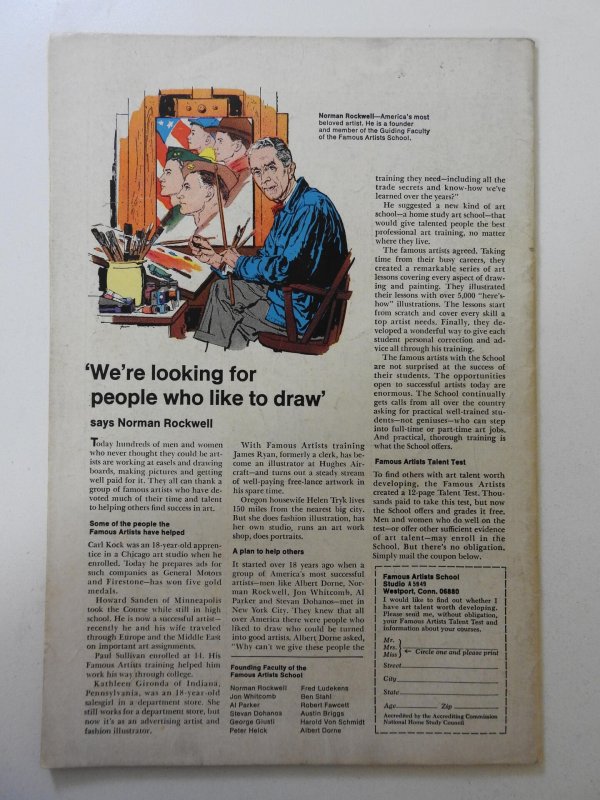 Norman Rockwell—America's most
beloved artist. He is a founder
and member of the Guiding Faculty
of the Famous Artists School.
'We're looking for
people who like to draw'
says Norman Rockwell
Today hundreds of men and women
who never thought they could be art-
ists are working at easels and drawing
boards, making pictures and getting
well paid for it. They all can thank a
group of famous artists who have de-
voted much of their time and talent
to helping others find success in art.
Some of the people the
Famous Artists have helped
Carl Kock was an 18-year-old appren-
tice in a Chicago art studio when he
enrolled. Today he prepares ads for
such companies as General Motors
and Firestone—has won five gold
medals.
Howard Sanden of Minneapolis
took the Course while still in high
school. He is now a successful artist—
recently he and his wife traveled
through Europe and the Middle East
on important art assignments.
Paul Sullivan enrolled at 14. His
Famous Artists training helped him
work his way through college.
Kathleen Gironda of Indiana,
Pennsylvania, was an 18-year-old
salesgirl in a department store. She
still works for a department store, but
now it's as an advertising artist and
fashion illustrator.
With Famous Artists training
James Ryan, formerly a clerk, has be-
come an illustrator at Hughes Air-
craft—and turns out a steady stream
of well-paying free-lance artwork in
his spare time.
Oregon housewife Helen Tryk lives
150 miles from the nearest big city.
But she does fashion illustration, has
her own studio, runs an art work
shop, does portraits.
A plan to help others
It started over 18 years ago when a
group of America's most successful
artists—men like Albert Dorne, Nor-
man Rockwell, Jon Whitcomb, Al
Parker and Stevan Dohanos—met in
New York City. They knew that all
over America there were people who
liked to draw who could be turned
into good artists. Albert Dorne asked,
"Why can't we give these people the
Founding Faculty of the
Famous Artists School
Norman Rockwell
Jon Whitcomb
Al Parker
Stevan Dohanos
George Giusti
Peter Helck
Fred Ludekens
Ben Stahl
Robert Fawcett
Austin Briggs
Harold Von Schmidt
Albert Dorne
training they need—including all the
trade secrets and know-how we've
learned over the years?"
He suggested a new kind of art
school—a home study art school—that
would give talented people the best
professional art training, no matter
where they live.
The famous artists agreed. Taking
time from their busy careers, they
created a remarkable series of art
lessons covering every aspect of draw-
ing and painting. They illustrated
their lessons with over 5,000 "here's-
how" illustrations. The lessons start
from scratch and cover every skill a
top artist needs. Finally, they de-
veloped a wonderful way to give each
student personal correction and ad-
vice all through his training.
The famous artists with the School
are not surprised at the success of
their students. The opportunities
open to successful artists today are
enormous. The School continually
gets calls from all over the country
asking for practical well-trained stu-
dents—not geniuses—who can step
into full-time or part-time art jobs.
And practical, thorough training is
what the School offers.
Famous Artists Talent Test
To find others with art talent worth
developing, the Famous Artists
created a 12-page Talent Test. Thou-
sands paid to take this test, but now
the School offers and grades it free.
Men and women who do well on the
test—or offer other sufficient evidence
of art talent—may enroll in the
School. But there's no obligation.
Simply mail the coupon below.
Famous Artists School
Studio A 5949
Westport, Conn. 06880
I would like to find out whether I
have art talent worth developing.
Please send me, without obligation,
your Famous Artists Talent Test and
information about your courses.
Mr.
Mrs.
Miss
← Circle one and please print
Street
City
State
Age Zip
Accredited by the Accrediting Commission
National Home Study Council